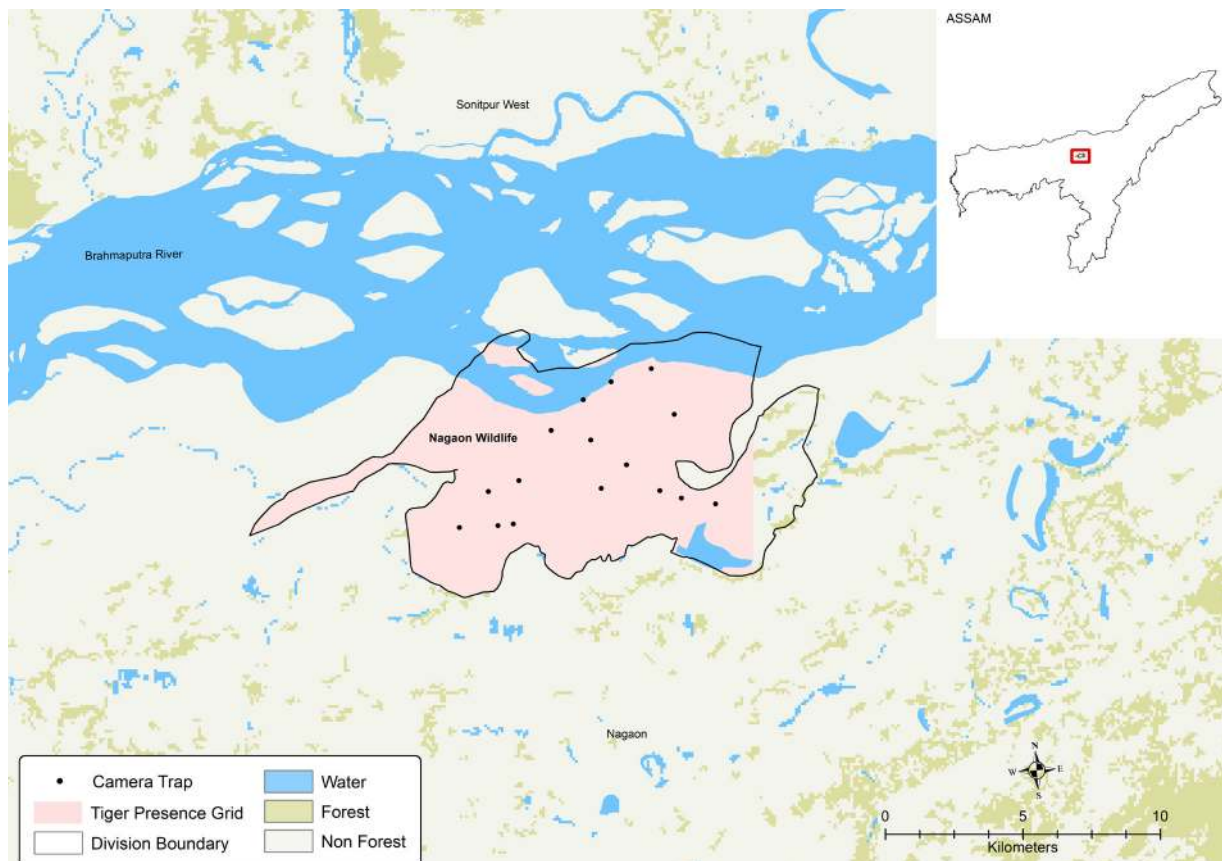 ASSAM
Sonitpur West
Brahmaputra River
Nagaon Wildlife
Nagaon
Camera Trap
Tiger Presence Grid
Division Boundary
Water
Forest
Non Forest
N
W E
S
0 5 10
Kilometers